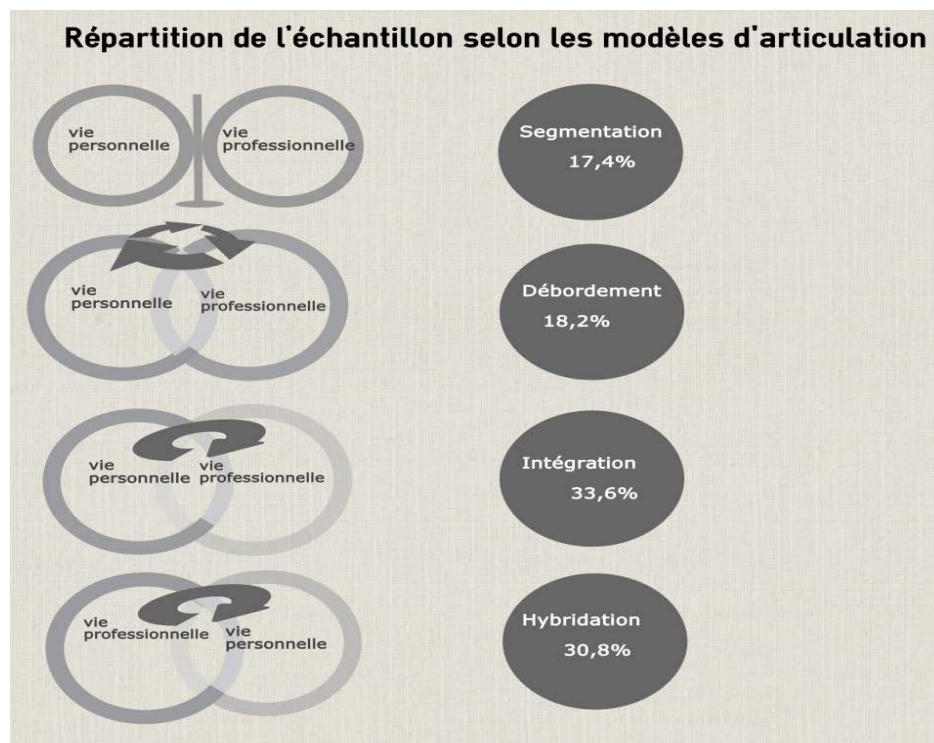 Répartition de l'échantillon selon les modèles d'articulation
vie
personnelle
vie
professionnelle
Segmentation
17,4%
vie
personnelle
vie
professionnelle
Débordement
18,2%
vie
personnelle
vie
professionnelle
Intégration
33,6%
vie
professionnelle
vie
personnelle
Hybridation
30,8%